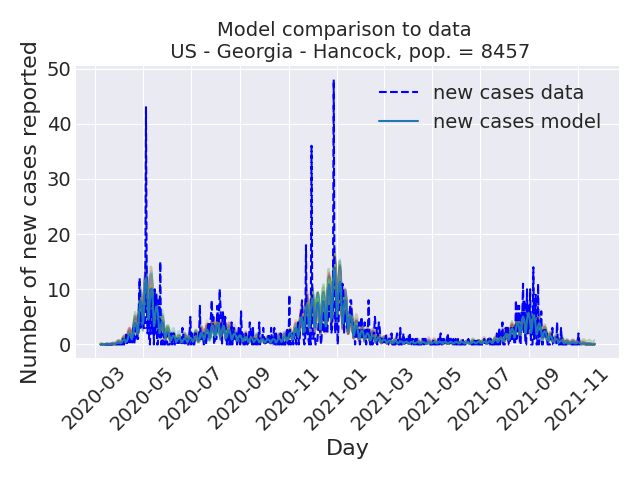 Model comparison to data
US - Georgia - Hancock, pop. = 8457
Number of new cases reported
50
40
30
20
10
0
new cases data
new cases model
2020-03
2020-05
2020-07
2020-09
2020-11
2021-01
2021-03
2021-05
2021-07
2021-09
2021-11
Day